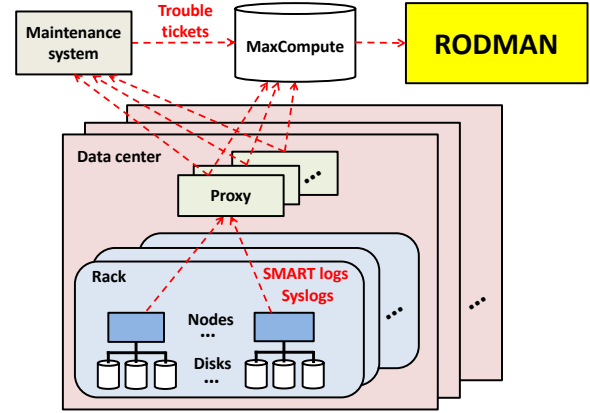 Maintenance
system
Trouble
tickets
MaxCompute
RODMAN
Data center
Proxy
...
Rack
SMART logs
Syslogs
...
...
Nodes
...
Disks
...